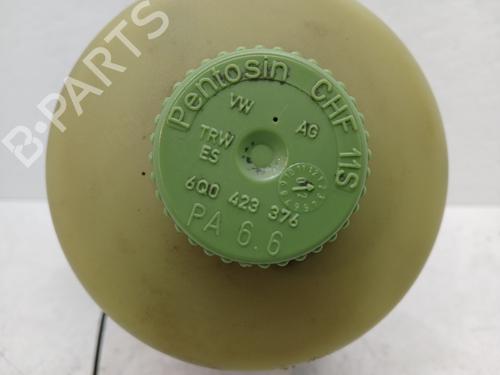 Pentosin CHF 11S
VW AG
TRW
ES
6Q0 423 376
PA 6.6
B-PARTS